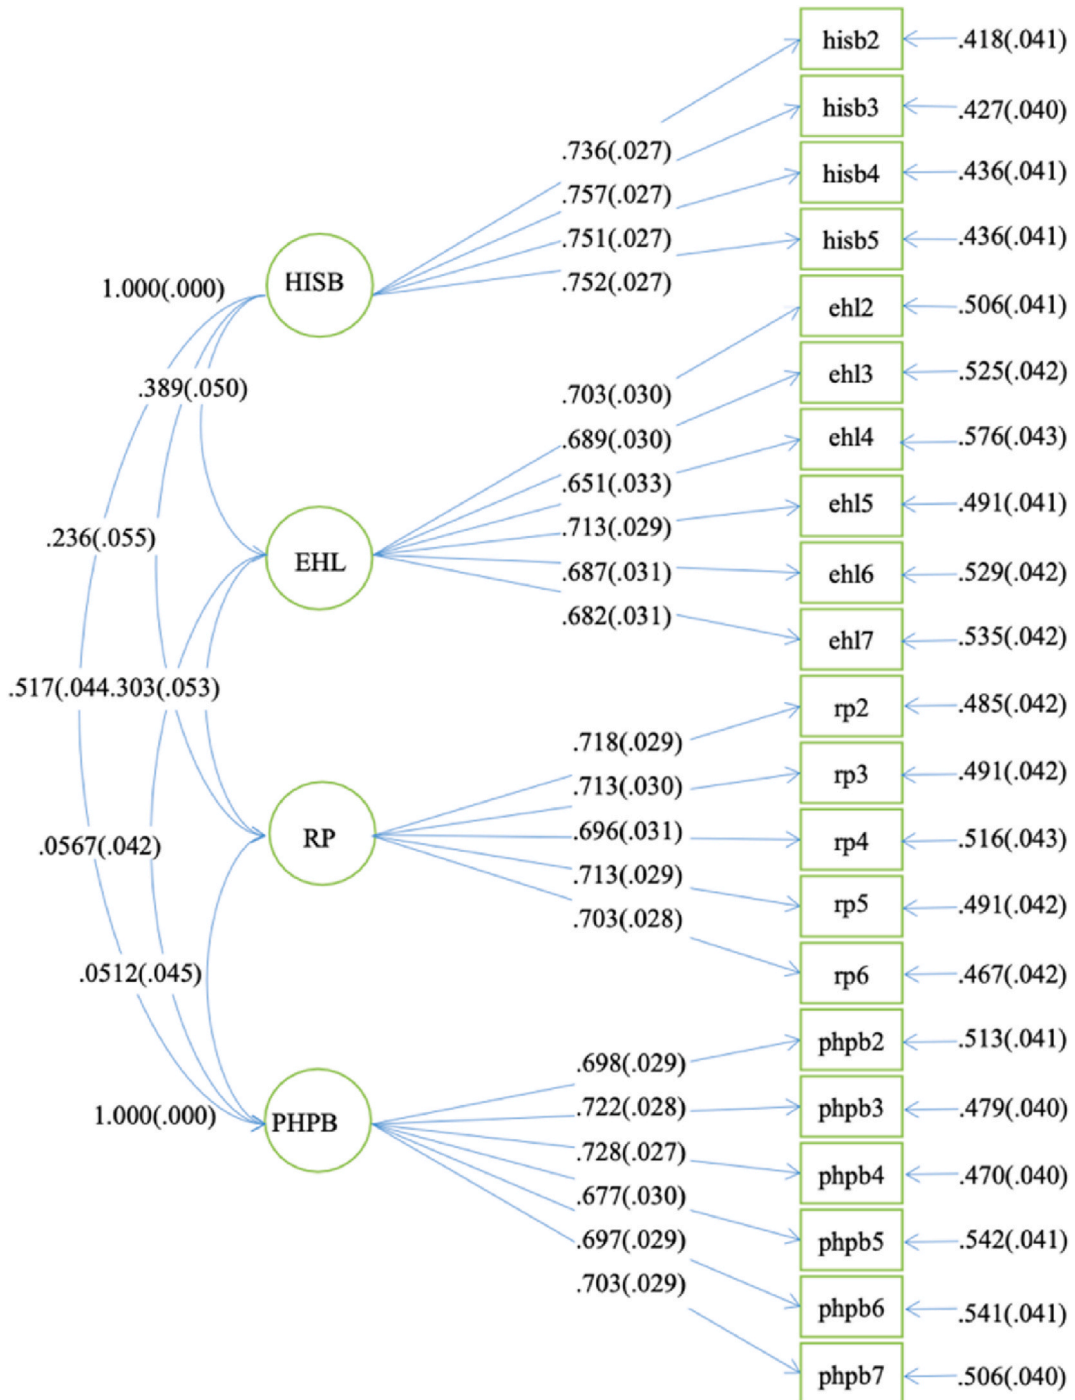 hisb2
.418(.041)
hisb3
.427(.040)
.736(.027)
hisb4
.436(.041)
.757(.027)
.751(.027)
hisb5
.436(.041)
.752(.027)
HISB
1.000(.000)
ehl2
.506(.041)
ehl3
.525(.042)
.389(.050)
.703(.030)
.689(.030)
ehl4
.576(.043)
.651(.033)
ehl5
.491(.041)
.713(.029)
.236(.055)
EHL
.687(.031)
ehl6
.529(.042)
.682(.031)
ehl7
.535(.042)
.517(.044.303(.053)
rp2
.485(.042)
.718(.029)
rp3
.491(.042)
.713(.030)
RP
.696(.031)
rp4
.516(.043)
.0567(.042)
.713(.029)
rp5
.491(.042)
.703(.028)
rp6
.467(.042)
.0512(.045)
phpb2
.513(.041)
.698(.029)
phpb3
.479(.040)
.722(.028)
1.000(.000)
PHPB
.728(.027)
phpb4
.470(.040)
.677(.030)
phpb5
.542(.041)
.697(.029)
.703(.029)
phpb6
.541(.041)
phpb7
.506(.040)